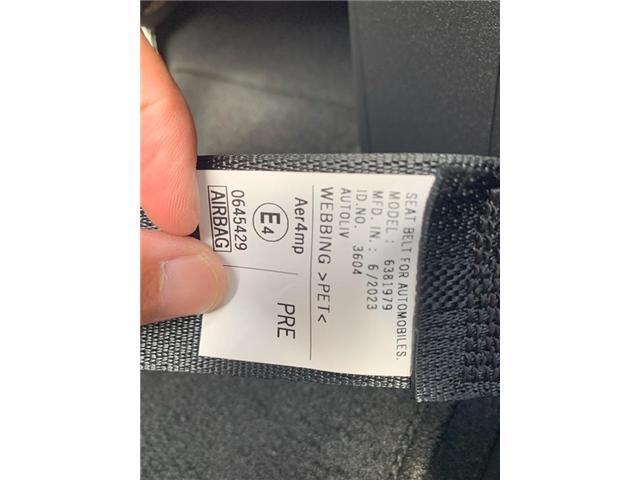 SEAT BELT FOR AUTOMOBILES.
MODEL : 6381979
MFD. IN. : 6/2023
ID.NO. 3604
AUTOLIV
WEBBING >PET<
Aer4mp
E4 PRE
0645429
AIRBAG